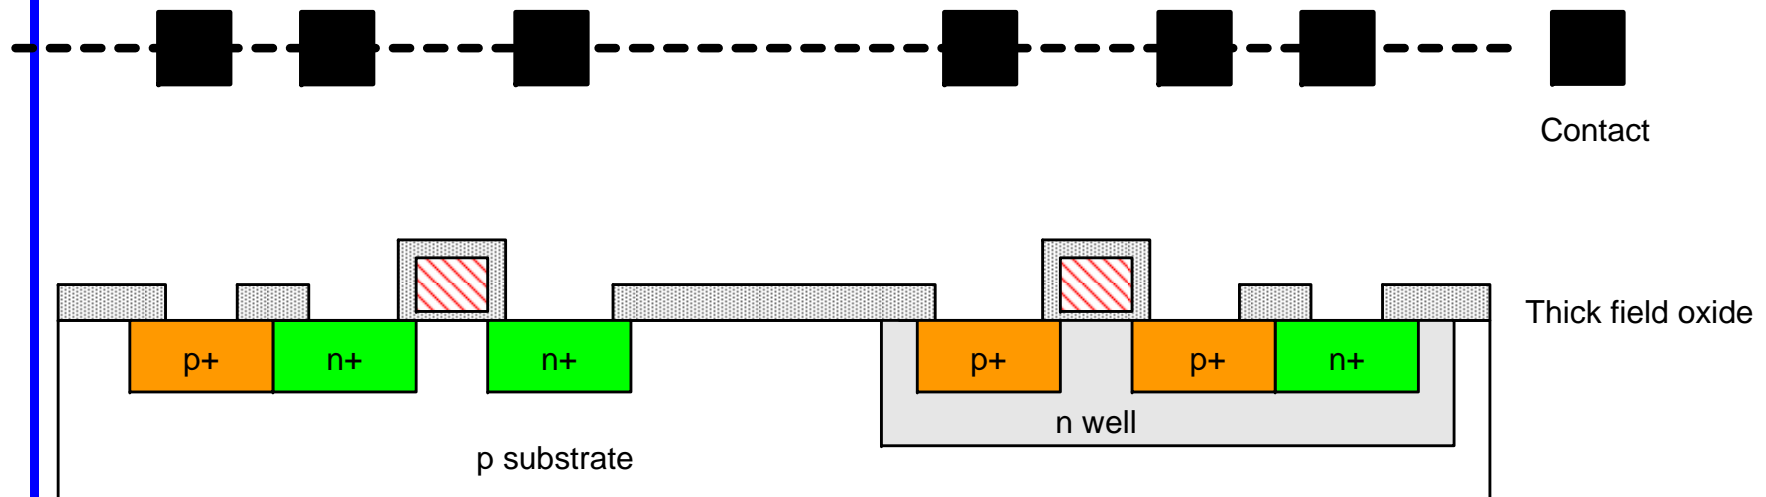 Contact
Thick field oxide
p+ n+ n+ p+ p+ n+
n well
p substrate